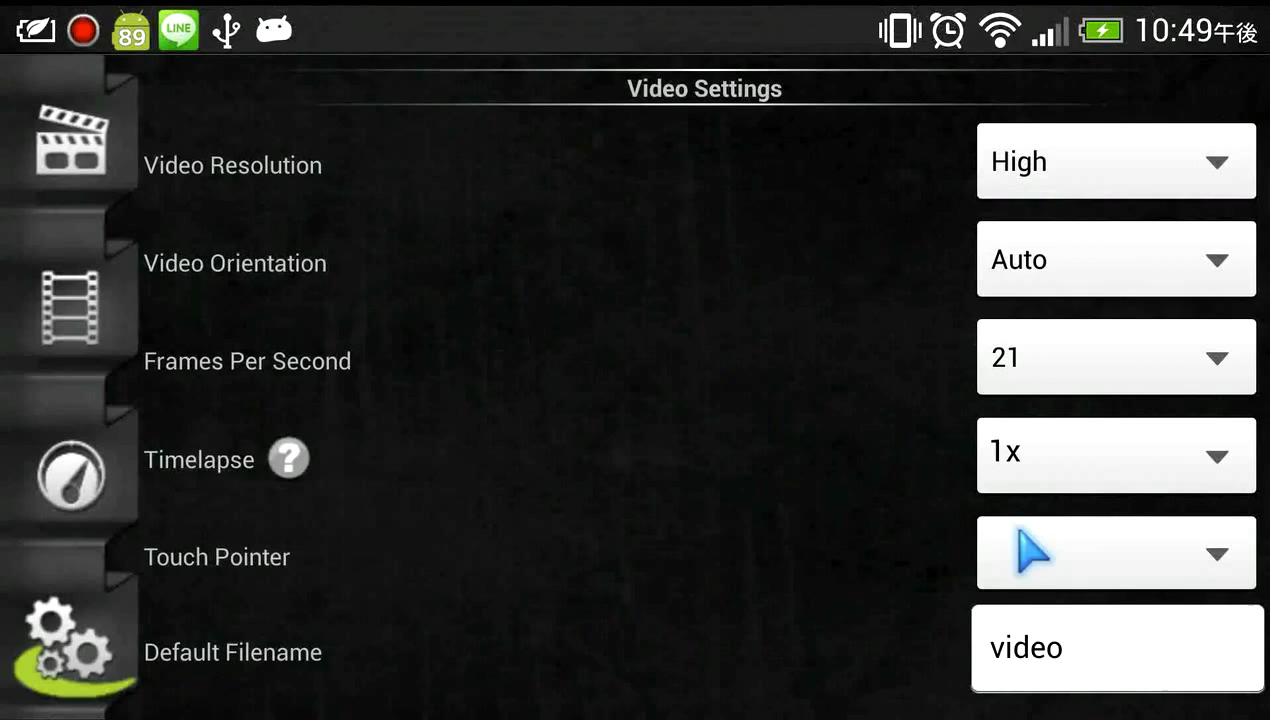 89
LINE
10:49午後
Video Settings
Video Resolution
High
Video Orientation
Auto
Frames Per Second
21
Timelapse ?
1x
Touch Pointer
Default Filename
video